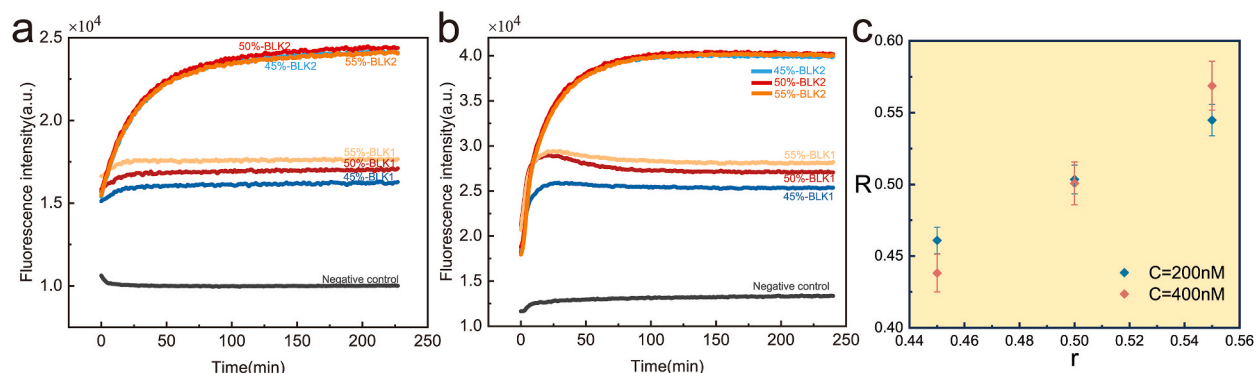 a
×10⁴
Fluorescence intensity(a.u.)
2.5
2.0
1.5
1.0
50%-BLK2
45%-BLK2
55%-BLK2
55%-BLK1
50%-BLK1
45%-BLK1
Negative control
0 50 100 150 200 250
Time(min)
b
×10⁴
Fluorescence intensity(a.u.)
4.0
3.5
3.0
2.5
2.0
1.5
1.0
45%-BLK2
50%-BLK2
55%-BLK2
55%-BLK1
50%-BLK1
45%-BLK1
Negative control
0 50 100 150 200 250
Time(min)
c
R
0.60
0.55
0.50
0.45
0.40
C=200nM
C=400nM
0.44 0.46 0.48 0.50 0.52 0.54 0.56
r